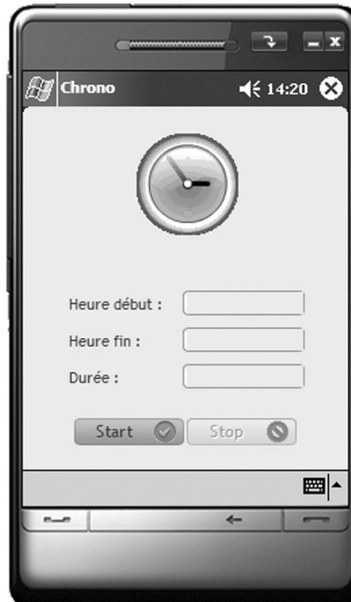 Chrono 14:20
Heure début :
Heure fin :
Durée :
Start Stop